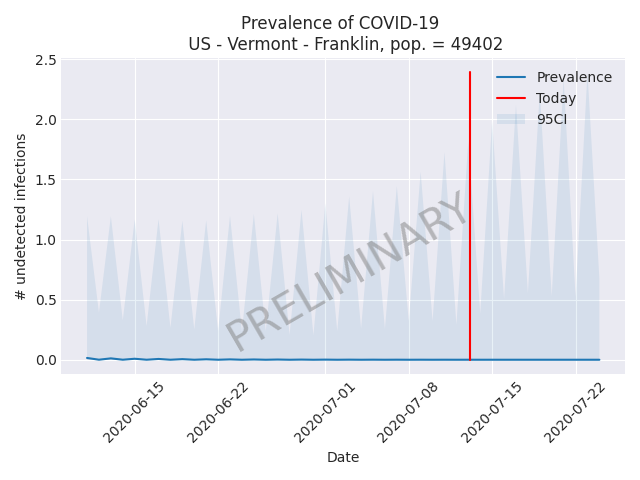 Prevalence of COVID-19
US - Vermont - Franklin, pop. = 49402
2.5
2.0
1.5
1.0
0.5
0.0
# undetected infections
Prevalence
Today
95CI
PRELIMINARY
2020-06-15
2020-06-22
2020-07-01
2020-07-08
2020-07-15
2020-07-22
Date